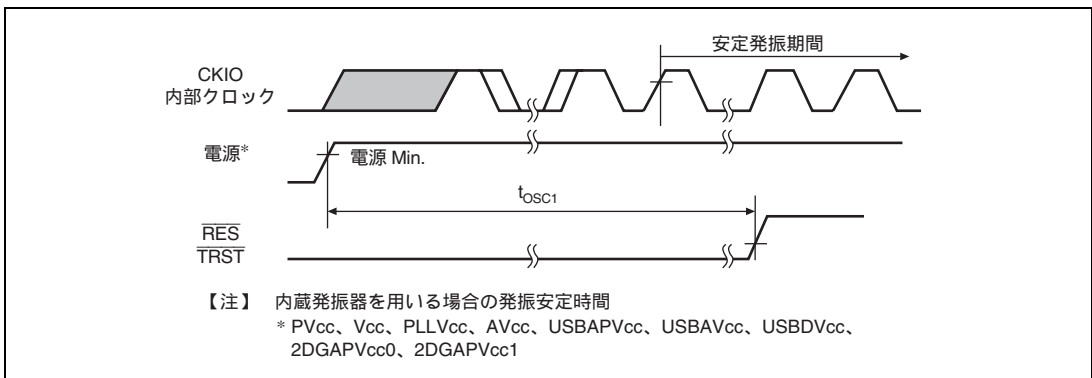 安定発振期間
CKIO
内部クロック
電源*
電源 Min.
tOSC1
RES
TRST
【注】 内蔵発振器を用いる場合の発振安定時間
* PVcc、Vcc、PLLVcc、AVcc、USBAPVcc、USBAVcc、USBDVcc、
2DGAPVcc0、2DGAPVcc1